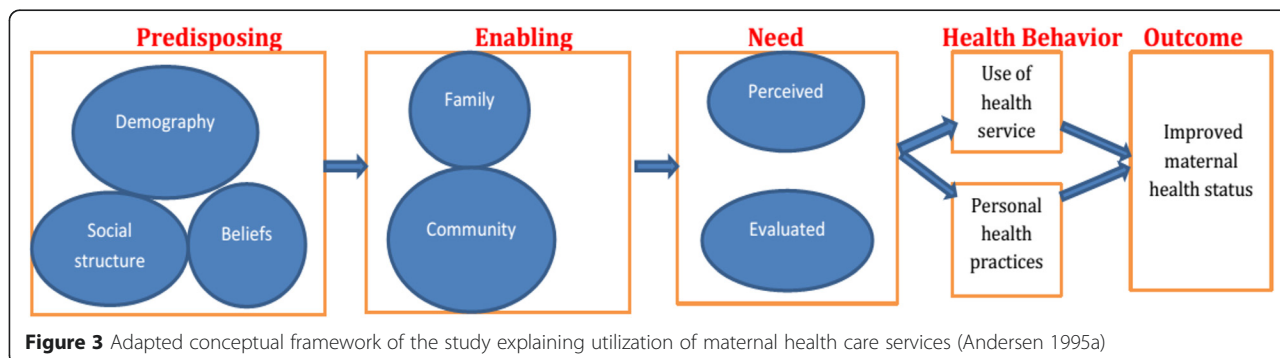 Predisposing
Enabling
Need
Health Behavior
Outcome
Demography
Social
structure
Beliefs
Family
Community
Perceived
Evaluated
Use of
health
service
Personal
health
practices
Improved
maternal
health status
Figure 3 Adapted conceptual framework of the study explaining utilization of maternal health care services (Andersen 1995a)